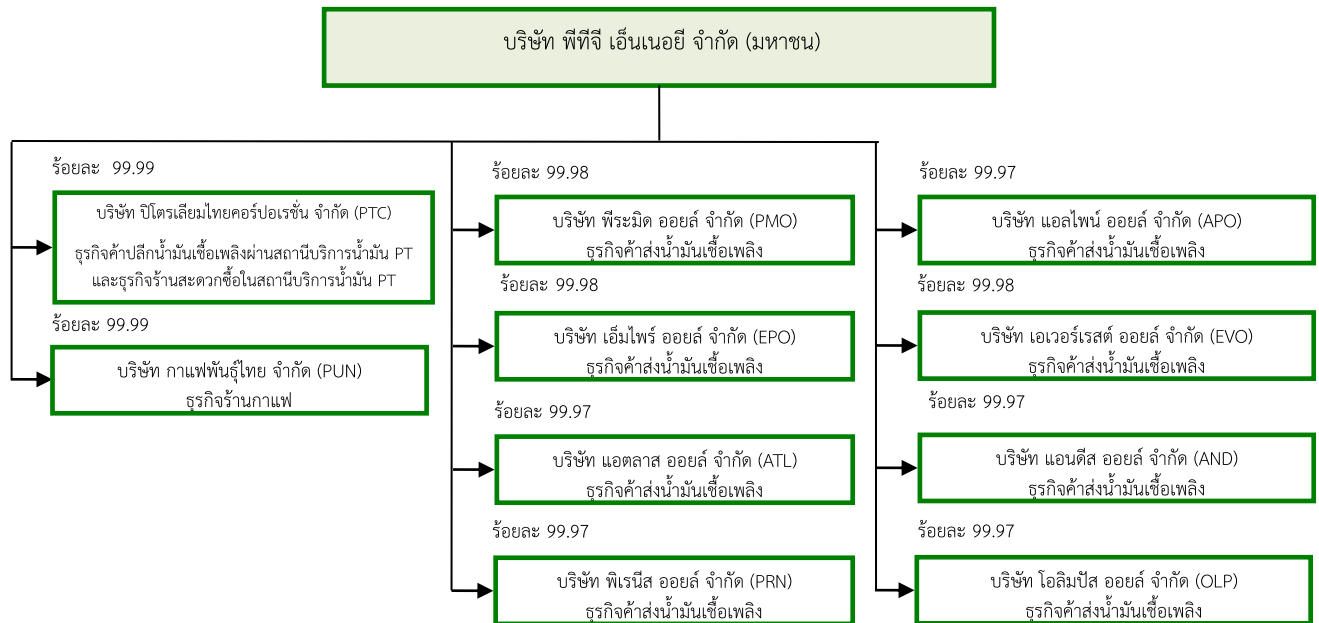 บริษัท พีทีจี เอ็นเนอยี จำกัด (มหาชน)
ร้อยละ 99.99
บริษัท ปิโตรเลียมไทยคอร์ปอเรชั่น จำกัด (PTC)
ธุรกิจค้าปลีกน้ำมันเชื้อเพลิงผ่านสถานีบริการน้ำมัน PT
และธุรกิจร้านสะดวกซื้อในสถานีบริการน้ำมัน PT
ร้อยละ 99.99
บริษัท กาแฟพันธุ์ไทย จำกัด (PUN)
ธุรกิจร้านกาแฟ
ร้อยละ 99.98
บริษัท พีระมิด ออยล์ จำกัด (PMO)
ธุรกิจค้าส่งน้ำมันเชื้อเพลิง
ร้อยละ 99.98
บริษัท เอ็มไพร์ ออยล์ จำกัด (EPO)
ธุรกิจค้าส่งน้ำมันเชื้อเพลิง
ร้อยละ 99.97
บริษัท แอตลาส ออยล์ จำกัด (ATL)
ธุรกิจค้าส่งน้ำมันเชื้อเพลิง
ร้อยละ 99.97
บริษัท พิเรนีส ออยล์ จำกัด (PRN)
ธุรกิจค้าส่งน้ำมันเชื้อเพลิง
ร้อยละ 99.97
บริษัท แอลไพน์ ออยล์ จำกัด (APO)
ธุรกิจค้าส่งน้ำมันเชื้อเพลิง
ร้อยละ 99.98
บริษัท เอเวอร์เรสต์ ออยล์ จำกัด (EVO)
ธุรกิจค้าส่งน้ำมันเชื้อเพลิง
ร้อยละ 99.97
บริษัท แอนดีส ออยล์ จำกัด (AND)
ธุรกิจค้าส่งน้ำมันเชื้อเพลิง
ร้อยละ 99.97
บริษัท โอลิมปัส ออยล์ จำกัด (OLP)
ธุรกิจค้าส่งน้ำมันเชื้อเพลิง